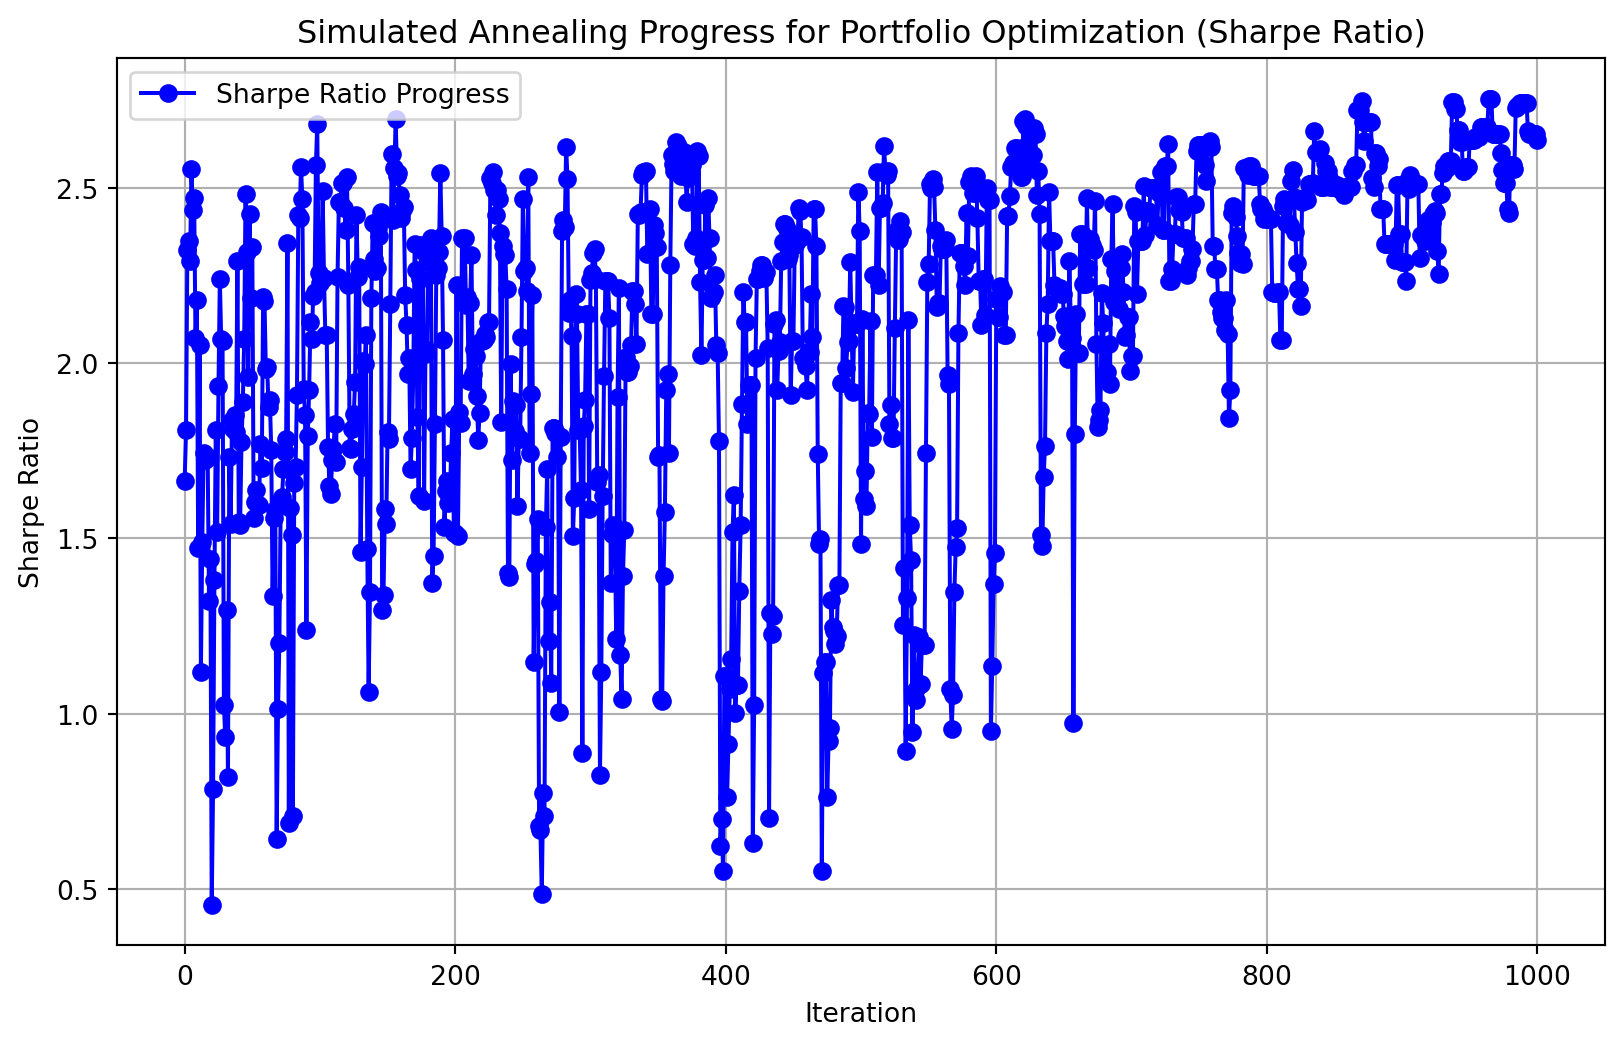 Simulated Annealing Progress for Portfolio Optimization (Sharpe Ratio)
Sharpe Ratio Progress
Sharpe Ratio
2.5
2.0
1.5
1.0
0.5
0 200 400 600 800 1000
Iteration